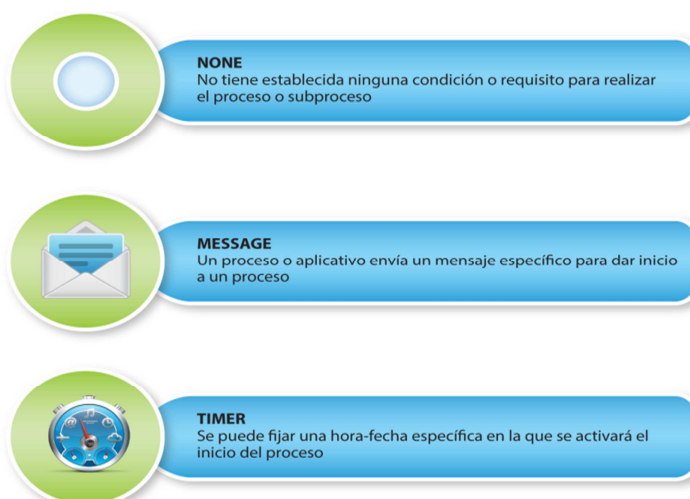 NONE
No tiene establecida ninguna condición o requisito para realizar
el proceso o subproceso
MESSAGE
Un proceso o aplicativo envía un mensaje específico para dar inicio
a un proceso
TIMER
Se puede fijar una hora-fecha específica en la que se activará el
inicio del proceso